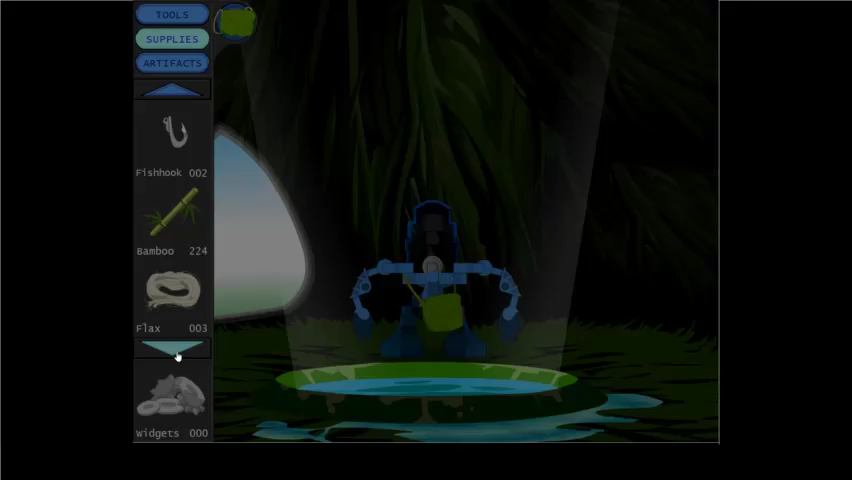 TOOLS
SUPPLIES
ARTIFACTS
Fishhook 002
Bamboo 224
Flax 003
Widgets 000